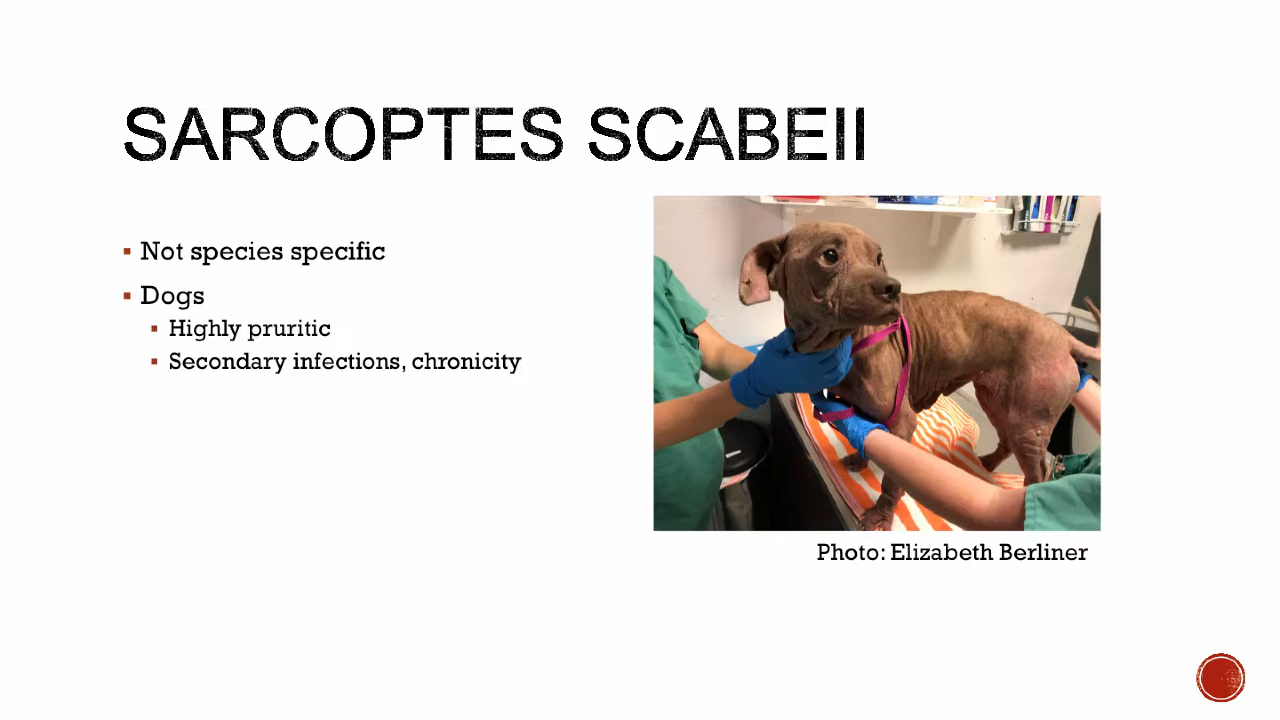 SARCOPTES SCABEII
▪ Not species specific
▪ Dogs
▪ Highly pruritic
▪ Secondary infections, chronicity
Photo: Elizabeth Berliner